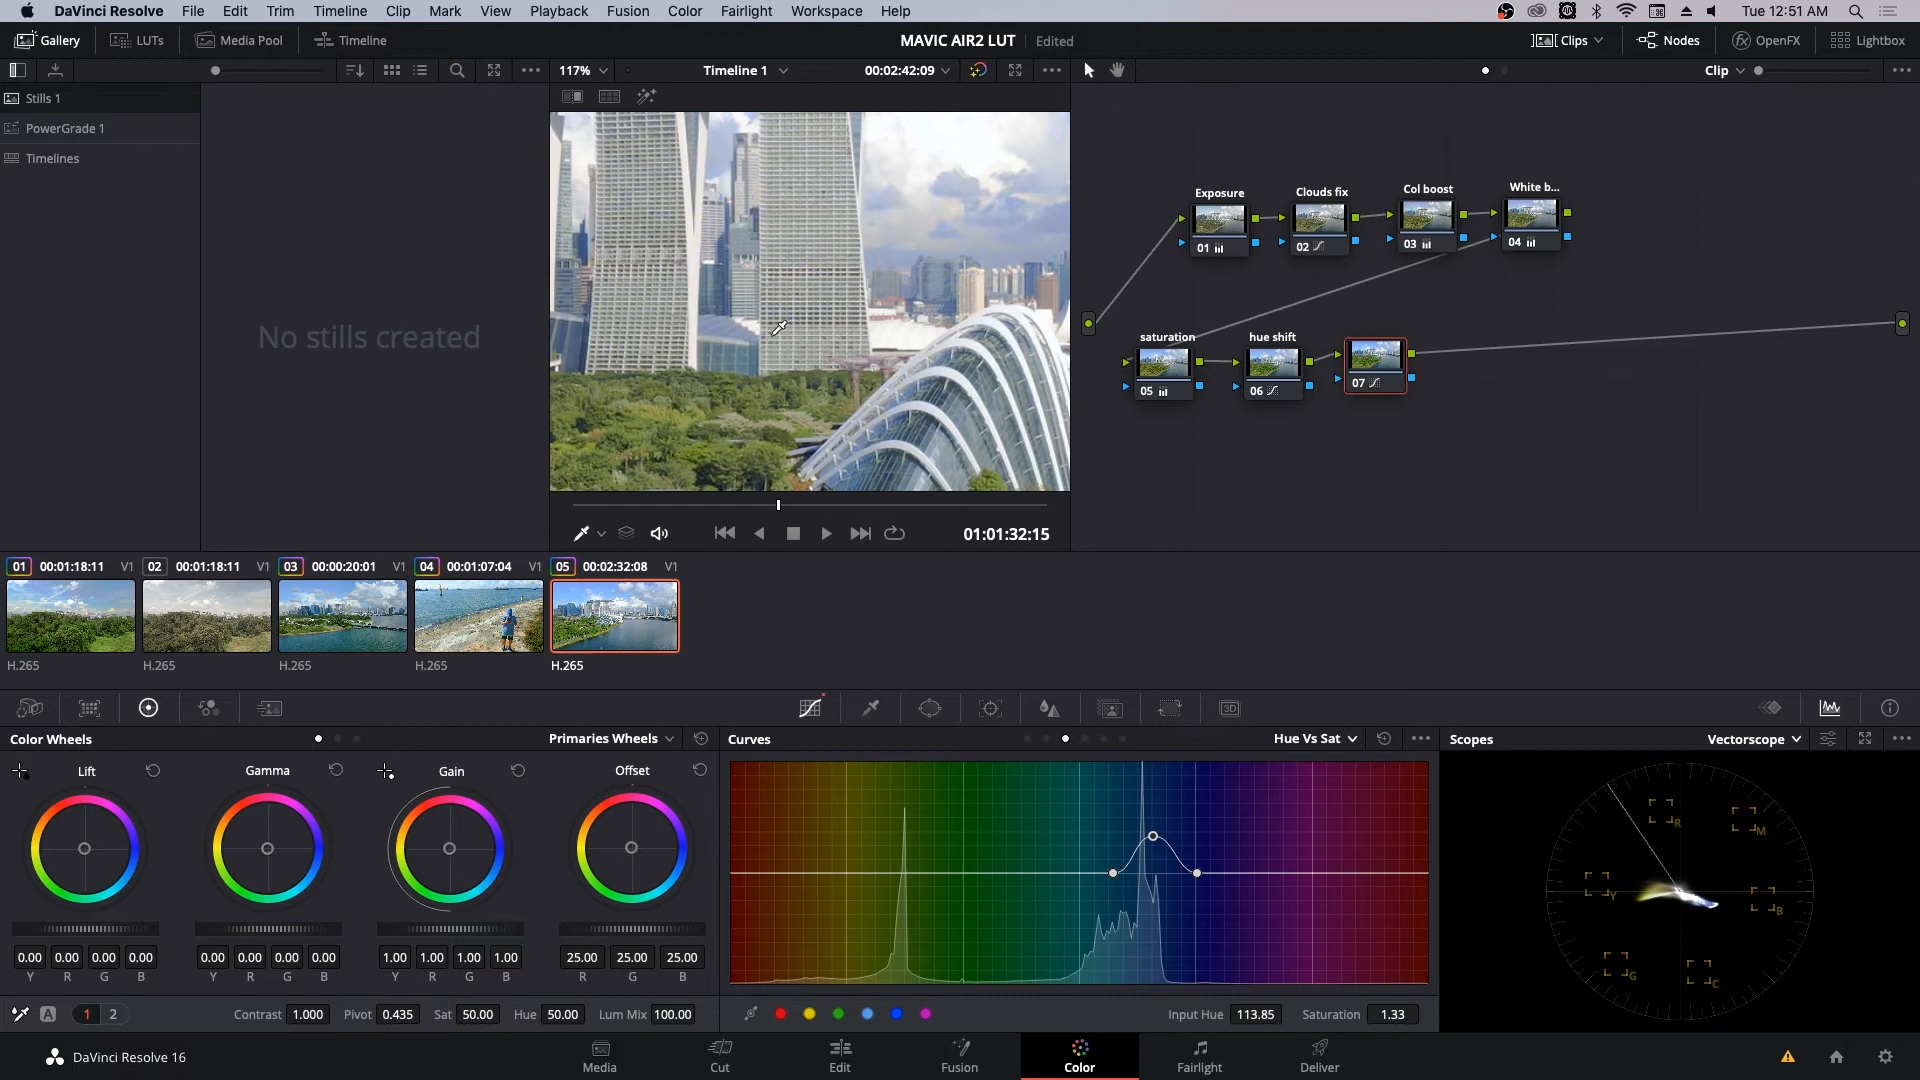 DaVinci Resolve File Edit Trim Timeline Clip Mark View Playback Fusion Color Fairlight Workspace Help Tue 12:51 AM
Gallery LUTs Media Pool Timeline MAVIC AIR2 LUT Edited Clips Nodes OpenFX Lightbox
117% Timeline 1 00:02:42:09 Clip
Stills 1
PowerGrade 1
Timelines
No stills created
Exposure Clouds fix Col boost White b...
01 02 03 04
saturation hue shift
05 06 07
01:01:32:15
01 00:01:18:11 V1 02 00:01:18:11 V1 03 00:00:20:01 V1 04 00:01:07:04 V1 05 00:02:32:08 V1
H.265 H.265 H.265 H.265 H.265
3D
Color Wheels Primaries Wheels Curves Hue Vs Sat Scopes Vectorscope
Lift Gamma Gain Offset
R M
Y B
G C
0.00 0.00 0.00 0.00 0.00 0.00 0.00 0.00 1.00 1.00 1.00 1.00 25.00 25.00 25.00
Y R G B Y R G B Y R G B R G B
A 1 2 Contrast 1.000 Pivot 0.435 Sat 50.00 Hue 50.00 Lum Mix 100.00 Input Hue 113.85 Saturation 1.33
DaVinci Resolve 16 Media Cut Edit Fusion Color Fairlight Deliver